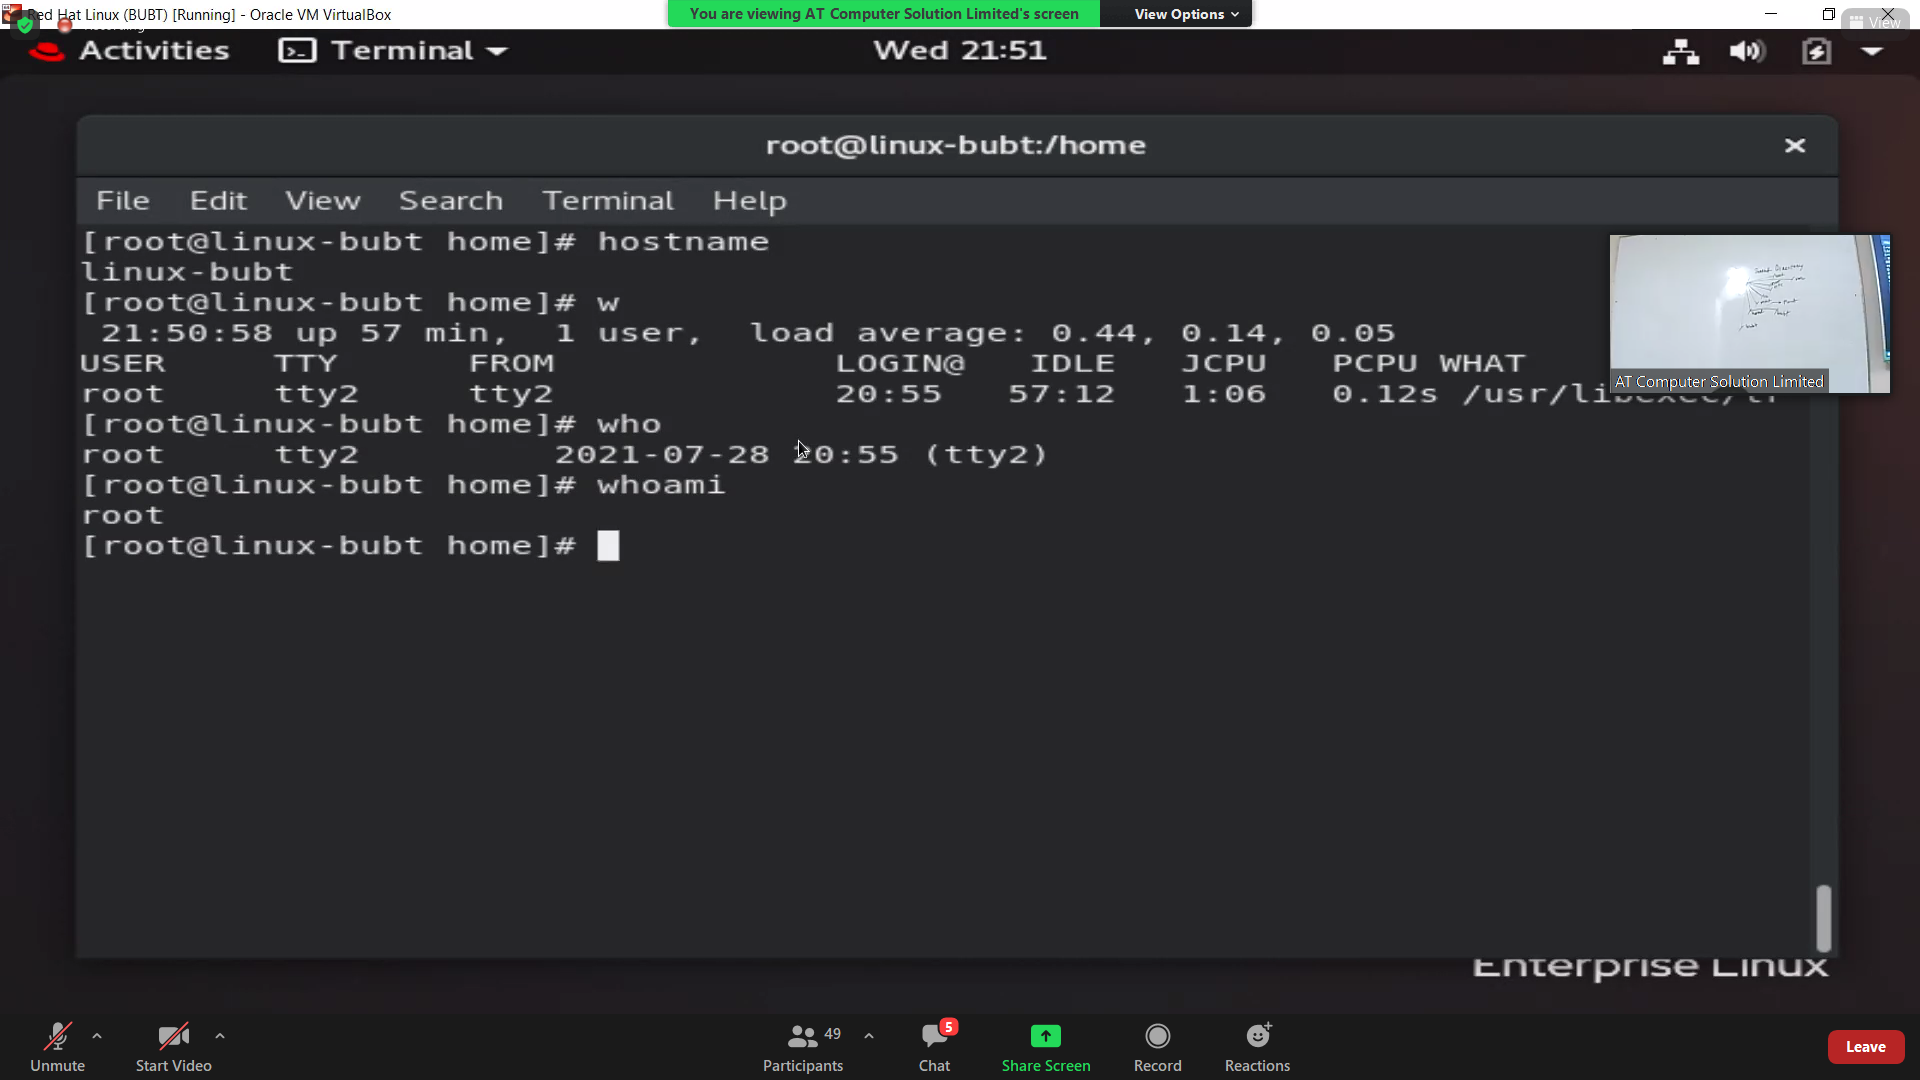 Red Hat Linux (BUBT) [Running] - Oracle VM VirtualBox
You are viewing AT Computer Solution Limited's screen
View Options
View
Activities
Terminal
Wed 21:51
root@linux-bubt:/home
File Edit View Search Terminal Help
[root@linux-bubt home]# hostname
linux-bubt
[root@linux-bubt home]# w
21:50:58 up 57 min, 1 user, load average: 0.44, 0.14, 0.05
USER TTY FROM LOGIN@ IDLE JCPU PCPU WHAT
root tty2 tty2 20:55 57:12 1:06 0.12s
[root@linux-bubt home]# who
root tty2 2021-07-28 20:55 (tty2)
[root@linux-bubt home]# whoami
root
[root@linux-bubt home]#
AT Computer Solution Limited
Enterprise Linux
Unmute
Start Video
49
Participants
5
Chat
Share Screen
Record
Reactions
Leave